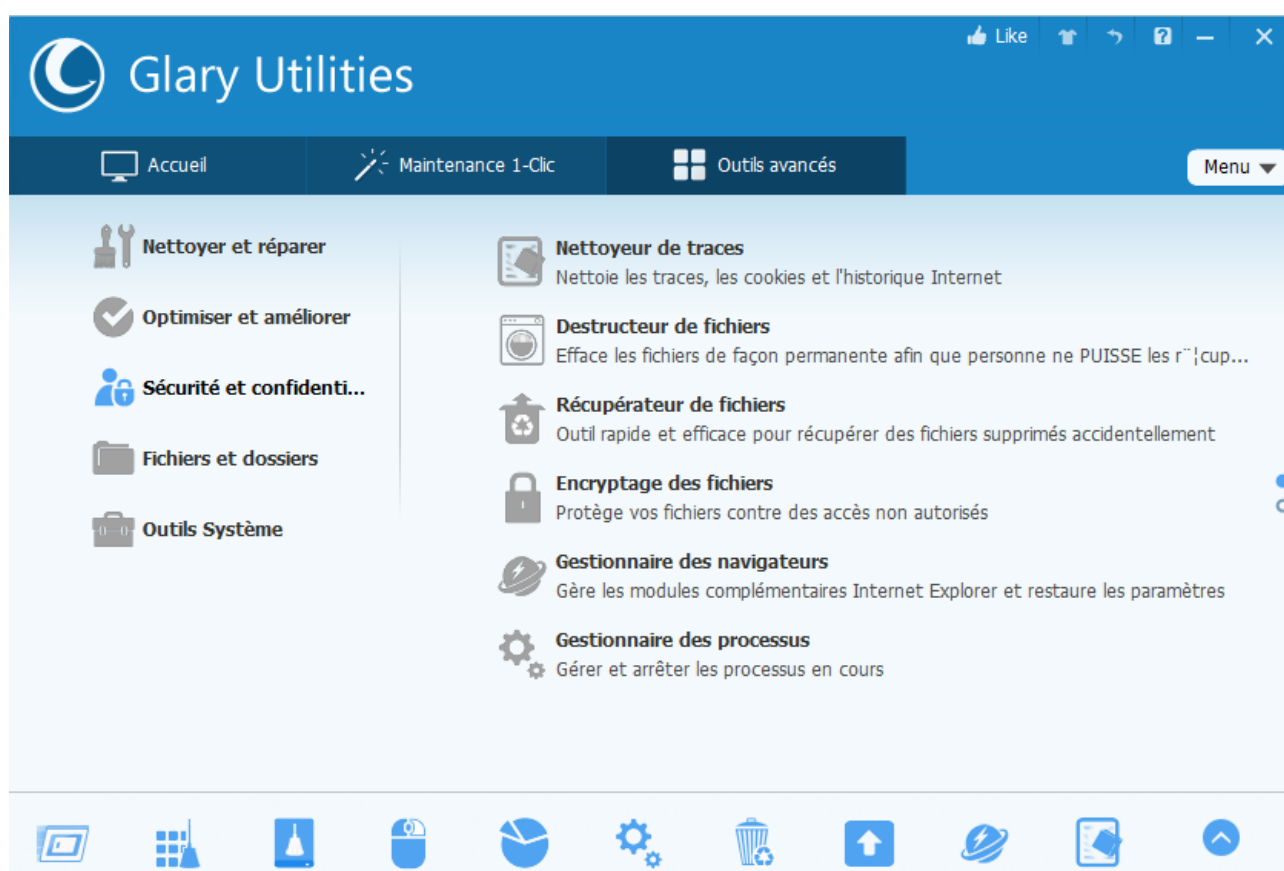 Like
Glary Utilities
Accueil
Maintenance 1-Clic
Outils avancés
Menu
Nettoyer et réparer
Optimiser et améliorer
Sécurité et confidenti...
Fichiers et dossiers
Outils Système
Nettoyeur de traces
Nettoie les traces, les cookies et l'historique Internet
Destructeur de fichiers
Efface les fichiers de façon permanente afin que personne ne PUISSE les r¨¦cup...
Récupérateur de fichiers
Outil rapide et efficace pour récupérer des fichiers supprimés accidentellement
Encryptage des fichiers
Protège vos fichiers contre des accès non autorisés
Gestionnaire des navigateurs
Gère les modules complémentaires Internet Explorer et restaure les paramètres
Gestionnaire des processus
Gérer et arrêter les processus en cours